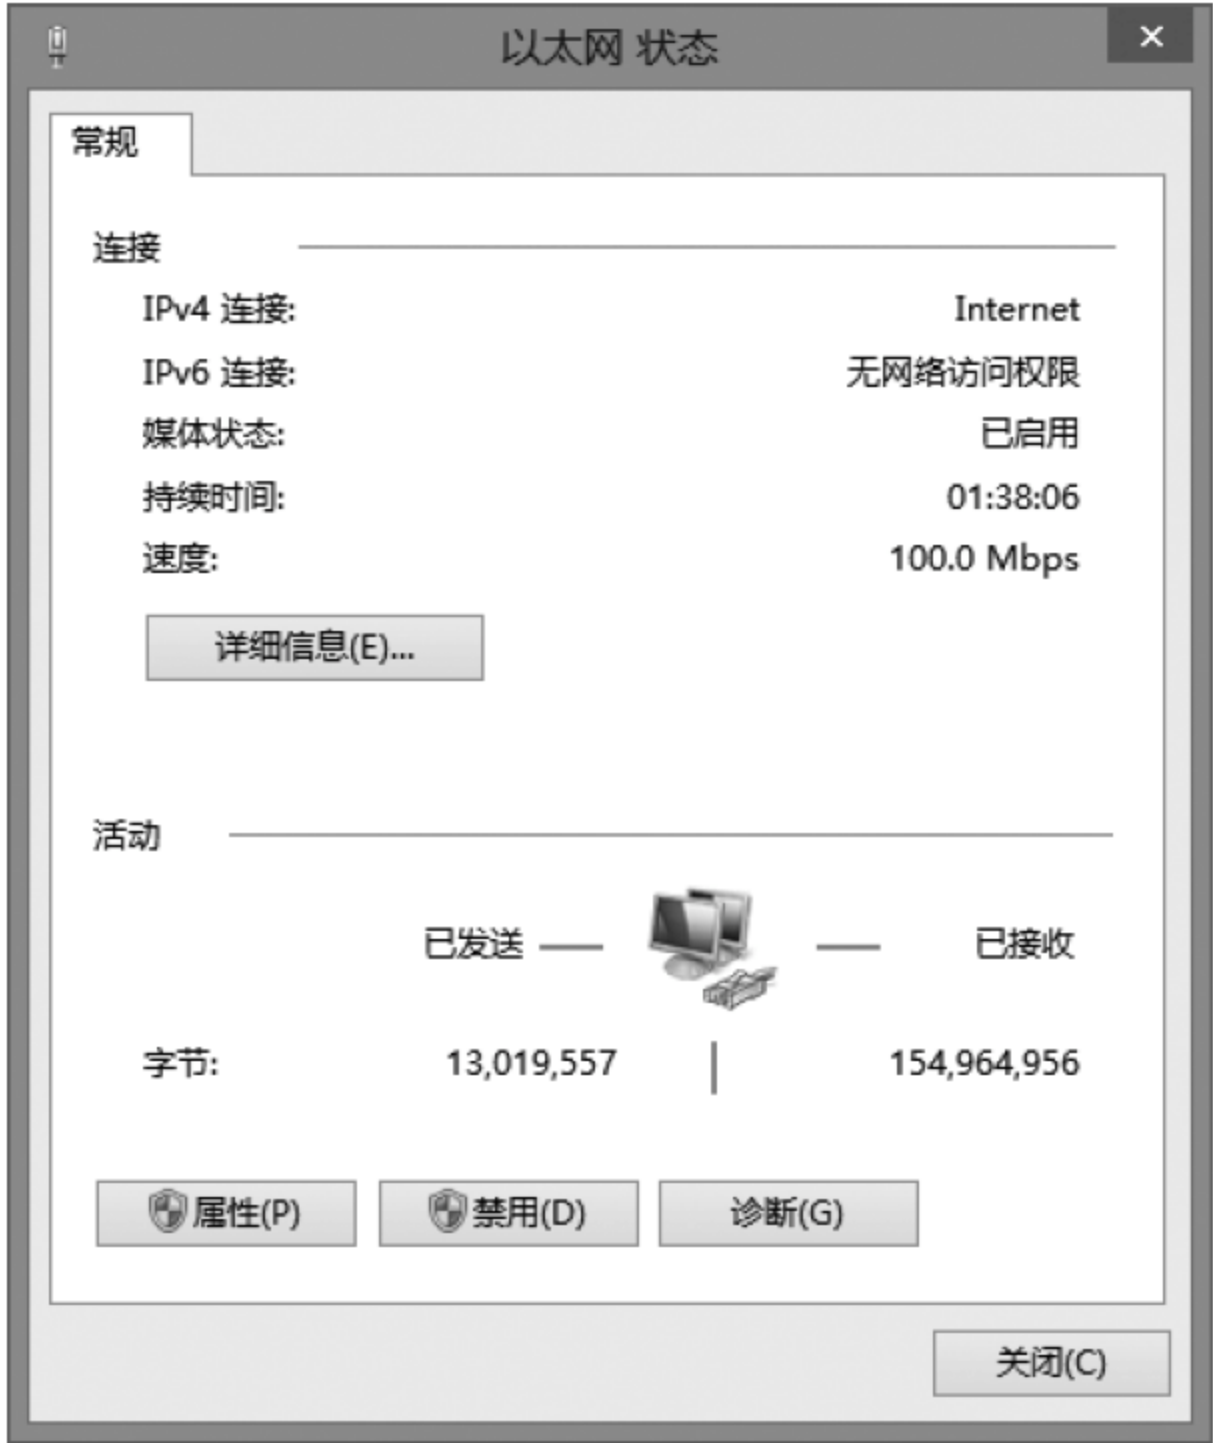 以太网 状态
常规
连接
IPv4 连接: Internet
IPv6 连接: 无网络访问权限
媒体状态: 已启用
持续时间: 01:38:06
速度: 100.0 Mbps
详细信息(E)...
活动
已发送 — — 已接收
字节: 13,019,557 | 154,964,956
属性(P) 禁用(D) 诊断(G)
关闭(C)